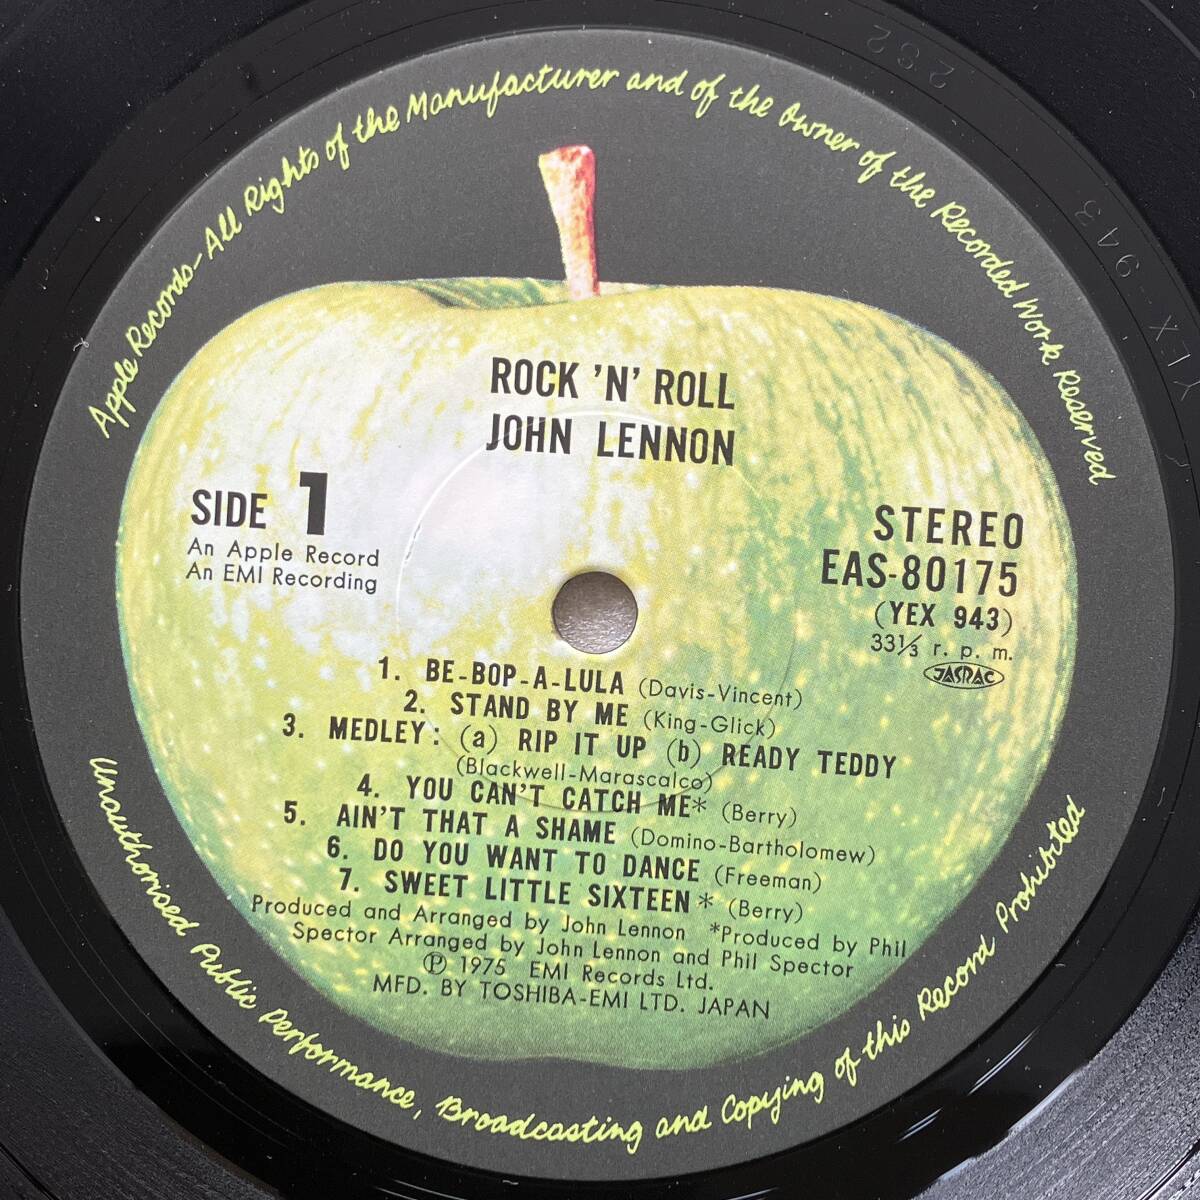 Apple Records-All Rights of the Manufacturer and of the Owner of the Recorded Work Reserved
ROCK 'N' ROLL
JOHN LENNON
SIDE 1
An Apple Record
An EMI Recording
STEREO
EAS-80175
(YEX 943)
33⅓ r. p. m.
JASRAC
1. BE-BOP-A-LULA (Davis-Vincent)
2. STAND BY ME (King-Glick)
3. MEDLEY: (a) RIP IT UP (b) READY TEDDY
(Blackwell-Marascalco)
4. YOU CAN'T CATCH ME* (Berry)
5. AIN'T THAT A SHAME (Domino-Bartholomew)
6. DO YOU WANT TO DANCE (Freeman)
7. SWEET LITTLE SIXTEEN* (Berry)
Produced and Arranged by John Lennon *Produced by Phil
Spector Arranged by John Lennon and Phil Spector
Ⓟ 1975 EMI Records Ltd.
MFD. BY TOSHIBA-EMI LTD. JAPAN
Unauthorised Public Performance, Broadcasting and Copying of this Record Prohibited
2S2
943